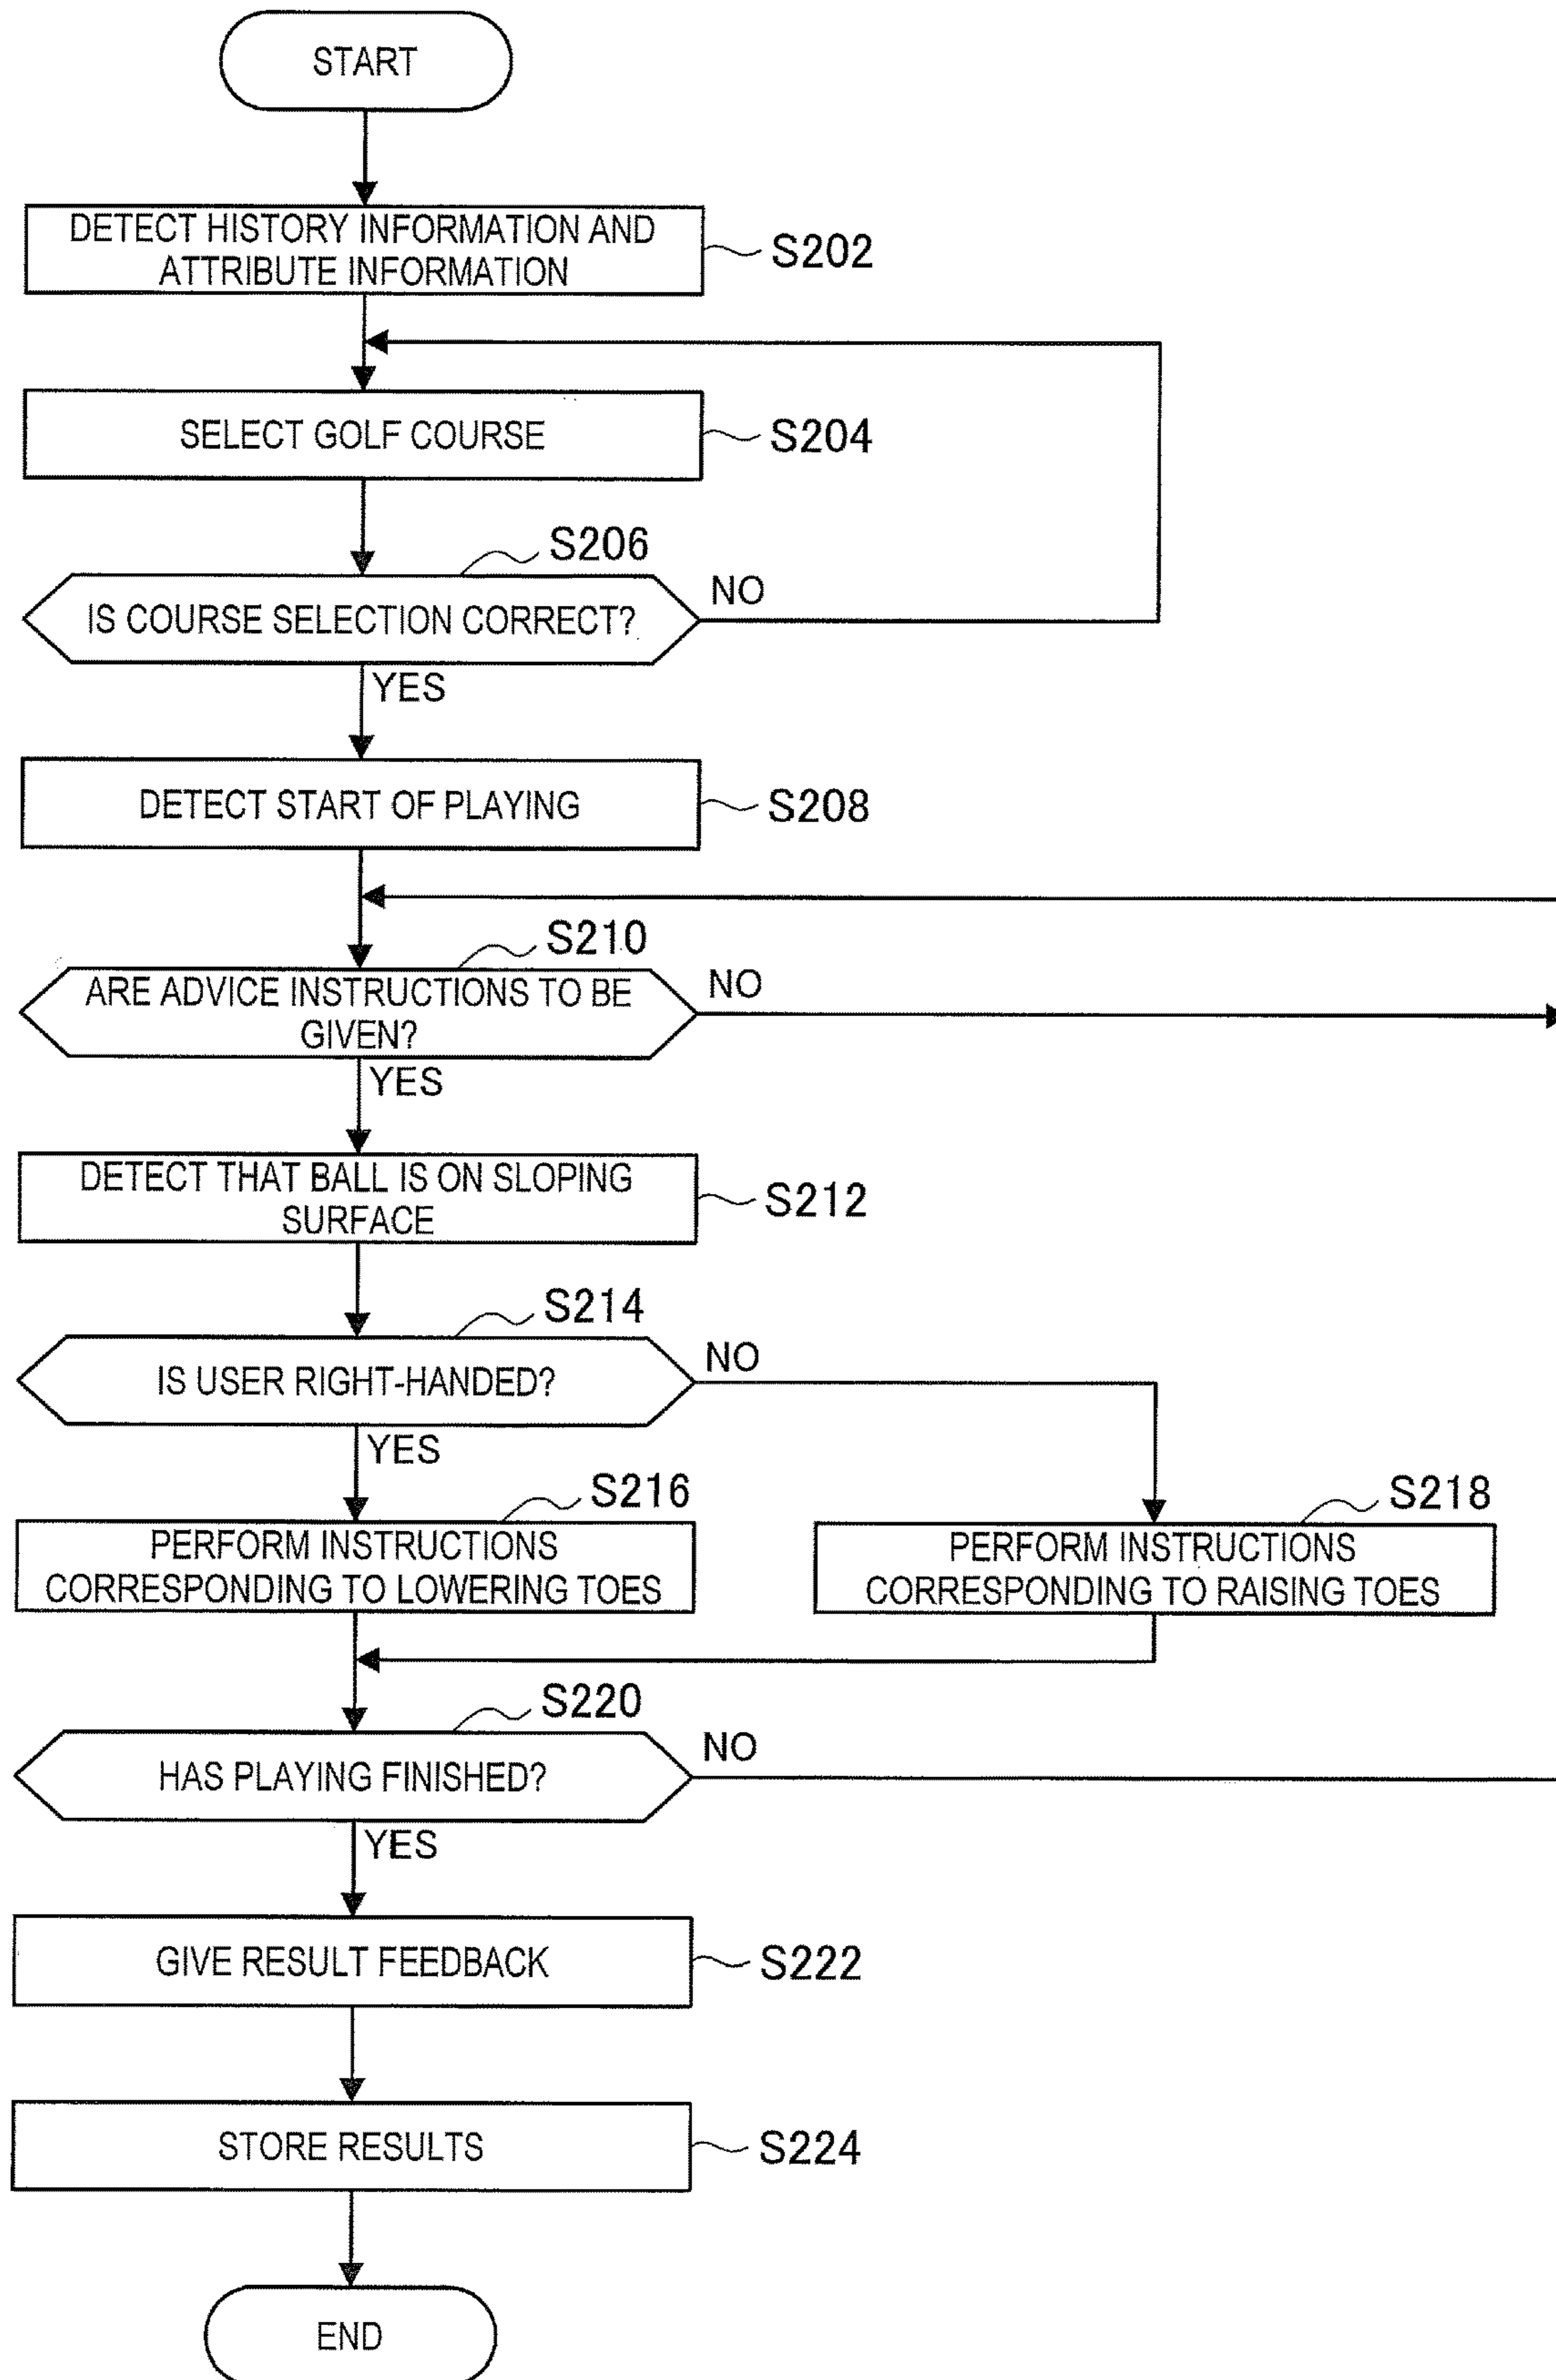 START
DETECT HISTORY INFORMATION AND
ATTRIBUTE INFORMATION
S202
SELECT GOLF COURSE
S204
S206
IS COURSE SELECTION CORRECT?
NO
YES
DETECT START OF PLAYING
S208
S210
ARE ADVICE INSTRUCTIONS TO BE
GIVEN?
NO
YES
DETECT THAT BALL IS ON SLOPING
SURFACE
S212
S214
IS USER RIGHT-HANDED?
NO
YES
S216
PERFORM INSTRUCTIONS
CORRESPONDING TO LOWERING TOES
S218
PERFORM INSTRUCTIONS
CORRESPONDING TO RAISING TOES
S220
HAS PLAYING FINISHED?
NO
YES
GIVE RESULT FEEDBACK
S222
STORE RESULTS
S224
END